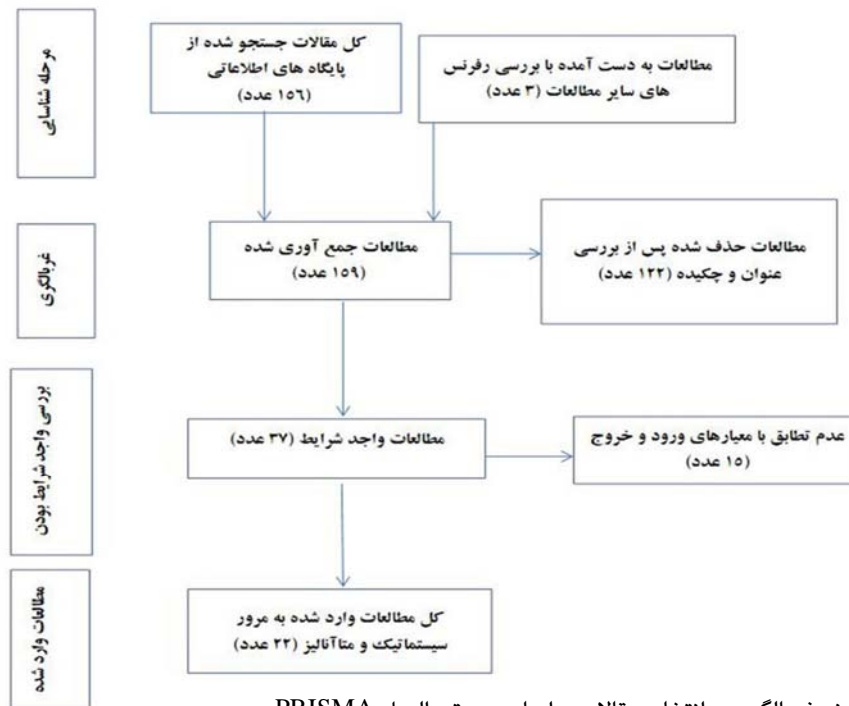 مرحله شناسایی
کل مقالات جستجو شده از
پایگاه های اطلاعاتی
(۱۵۶ عدد)
مطالعات به دست آمده با بررسی رفرنس
های سایر مطالعات (۳ عدد)
غربالگری
مطالعات جمع آوری شده
(۱۵۹ عدد)
مطالعات حذف شده پس از بررسی
عنوان و چکیده (۱۲۲ عدد)
بررسی واجد شرایط بودن
مطالعات واجد شرایط (۳۷ عدد)
عدم تطابق با معیارهای ورود و خروج
(۱۵ عدد)
مطالعات وارد شده
کل مطالعات وارد شده به مرور
سیستماتیک و متاآنالیز (۲۲ عدد)
PRISMA